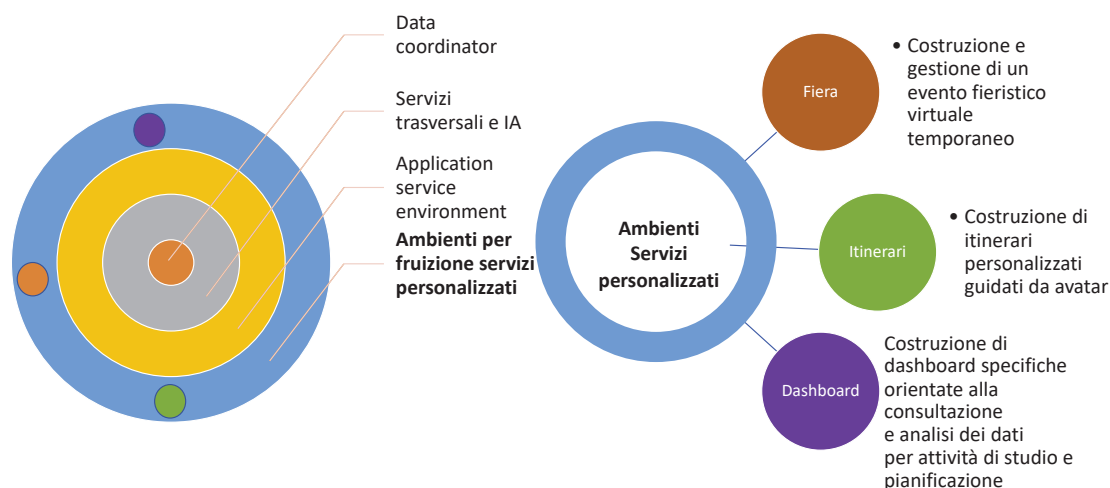 Data
coordinator
Servizi
trasversali e IA
Application
service
environment
Ambienti per
fruizione servizi
personalizzati
Ambienti
Servizi
personalizzati
Fiera
• Costruzione e
gestione di un
evento fieristico
virtuale
temporaneo
Itinerari
• Costruzione di
itinerari
personalizzati
guidati da avatar
Dashboard
Costruzione di
dashboard specifiche
orientate alla
consultazione
e analisi dei dati
per attività di studio e
pianificazione